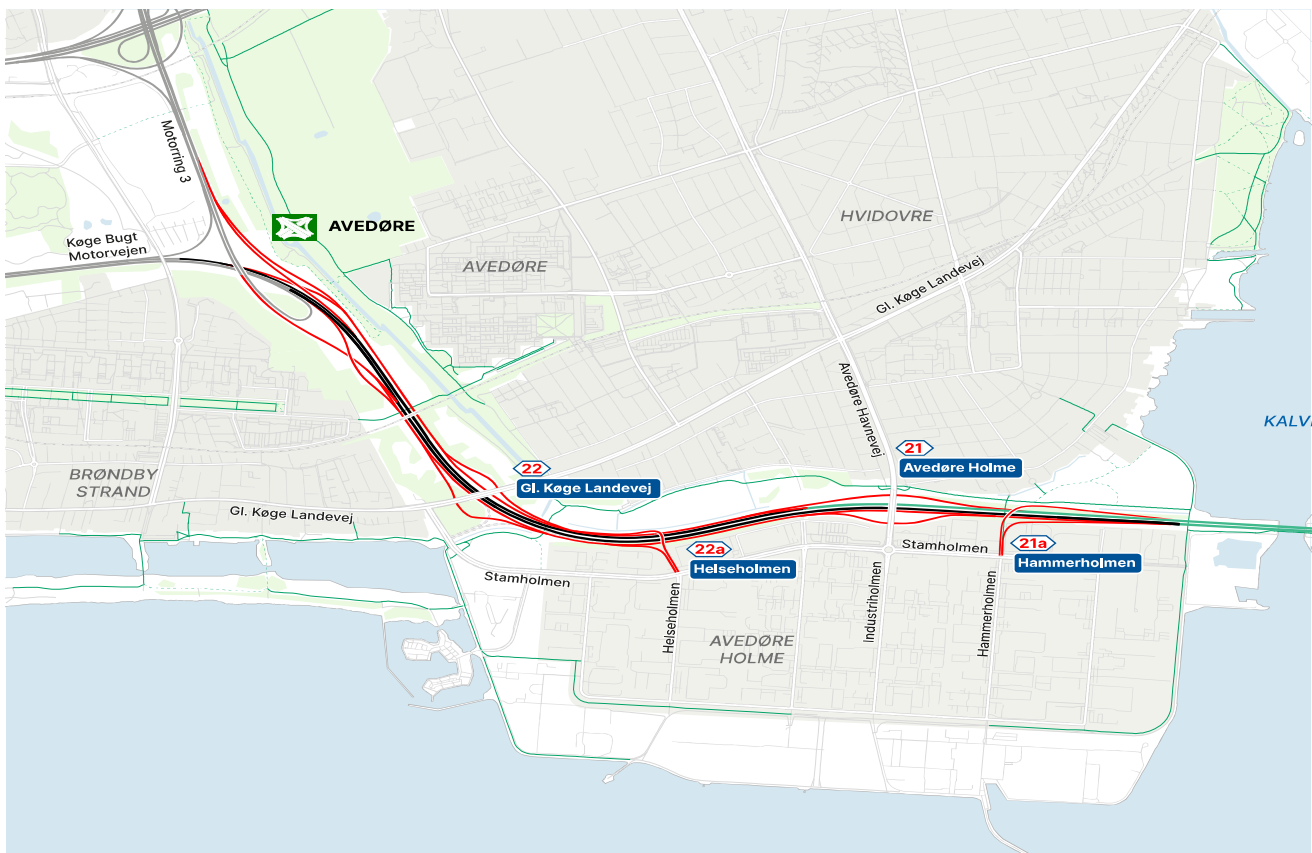 Motorring 3
AVEDØRE
HVIDOVRE
Køge Bugt
Motorvejen
AVEDØRE
Gl. Køge Landevej
Avedøre Havnevej
KALV
21
Avedøre Holme
22
Gl. Køge Landevej
BRØNDBY
STRAND
Gl. Køge Landevej
22a
Helseholmen
Stamholmen
21a
Hammerholmen
Stamholmen
Helseholmen
Industriholmen
Hammerholmen
AVEDØRE
HOLME